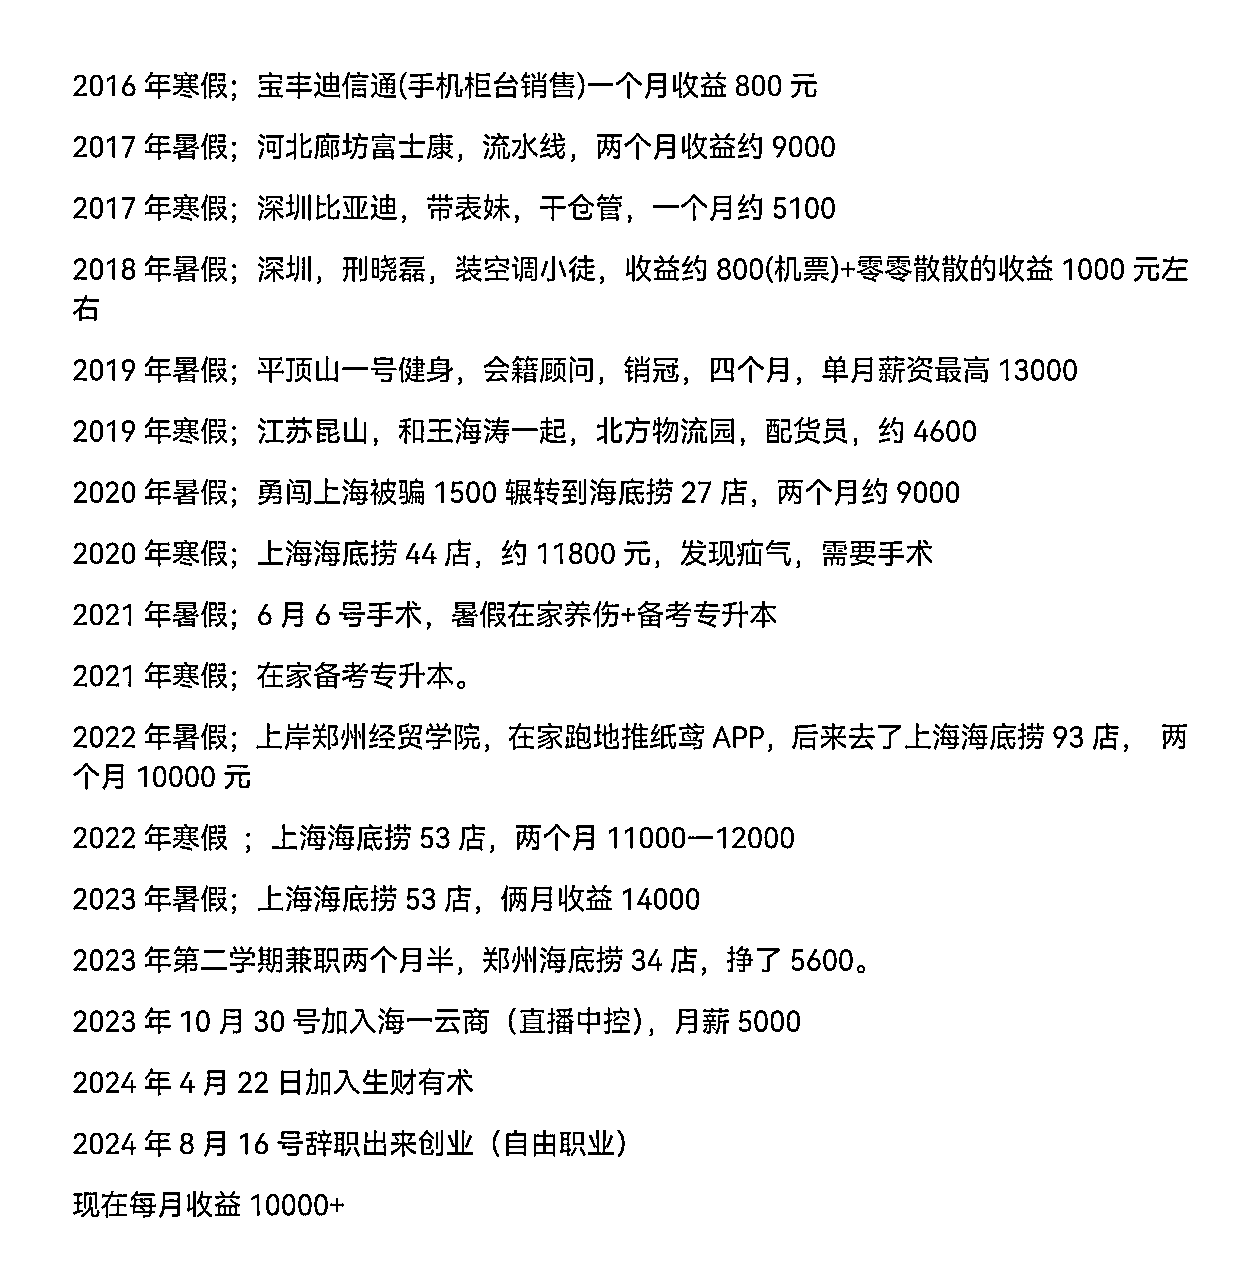 2016 年寒假；宝丰迪信通(手机柜台销售)一个月收益 800 元
2017 年暑假；河北廊坊富士康，流水线，两个月收益约 9000
2017 年寒假；深圳比亚迪，带表妹，干仓管，一个月约 5100
2018 年暑假；深圳，刑晓磊，装空调小徒，收益约 800(机票)+零零散散的收益 1000 元左
右
2019 年暑假；平顶山一号健身，会籍顾问，销冠，四个月，单月薪资最高 13000
2019 年寒假；江苏昆山，和王海涛一起，北方物流园，配货员，约 4600
2020 年暑假；勇闯上海被骗 1500 辗转到海底捞 27 店，两个月约 9000
2020 年寒假；上海海底捞 44 店，约 11800 元，发现疝气，需要手术
2021 年暑假；6 月 6 号手术，暑假在家养伤+备考专升本
2021 年寒假；在家备考专升本。
2022 年暑假；上岸郑州经贸学院，在家跑地推纸鸢 APP，后来去了上海海底捞 93 店， 两
个月 10000 元
2022 年寒假 ；上海海底捞 53 店，两个月 11000—12000
2023 年暑假；上海海底捞 53 店，俩月收益 14000
2023 年第二学期兼职两个月半，郑州海底捞 34 店，挣了 5600。
2023 年 10 月 30 号加入海一云商（直播中控），月薪 5000
2024 年 4 月 22 日加入生财有术
2024 年 8 月 16 号辞职出来创业（自由职业）
现在每月收益 10000+